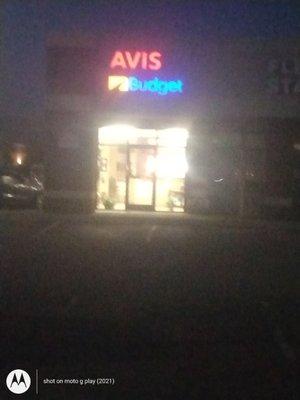 AVIS
Budget
shot on moto g play (2021)